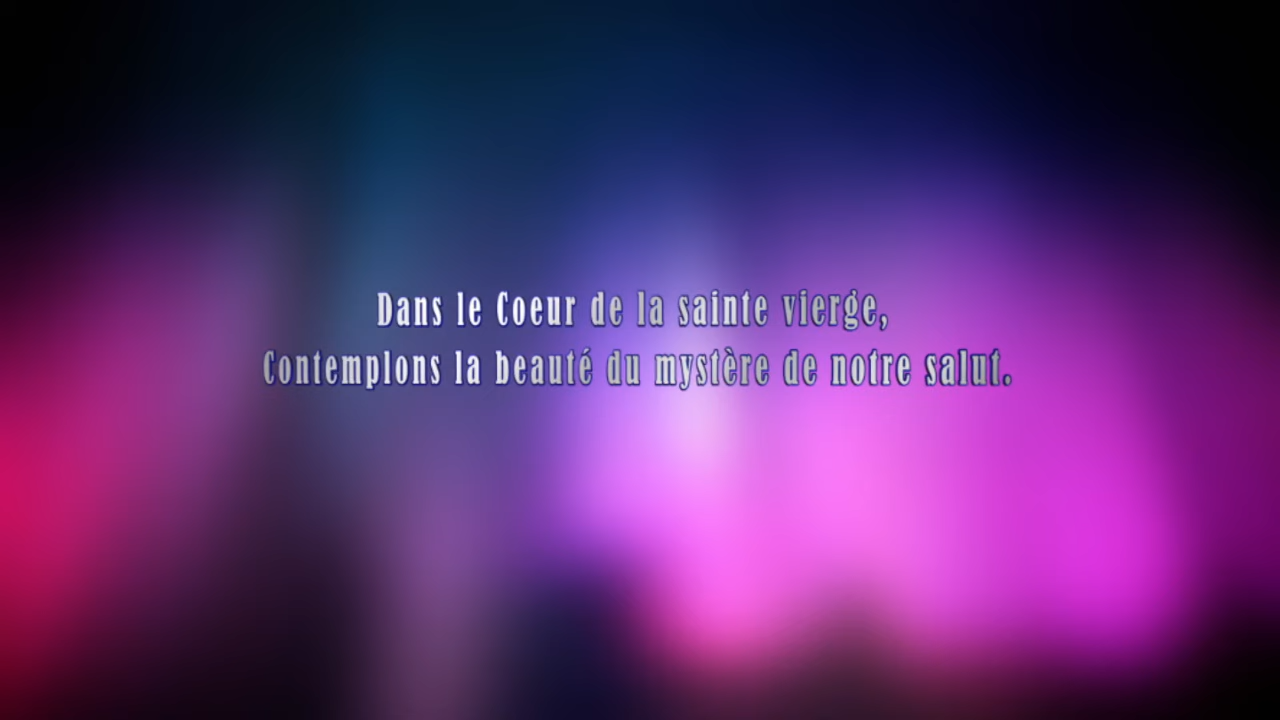 Dans le Coeur de la sainte vierge,
Contemplons la beauté du mystère de notre salut.